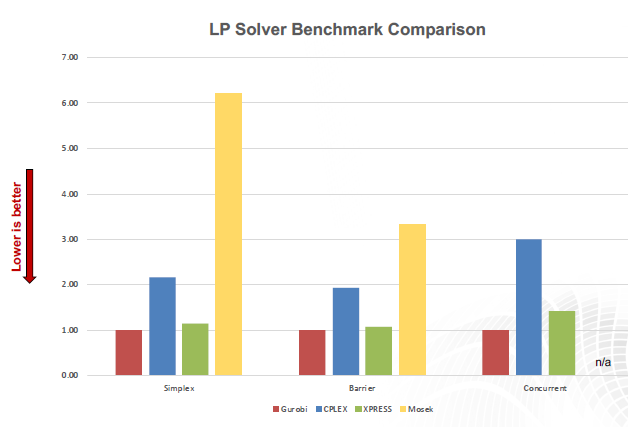 LP Solver Benchmark Comparison
Lower is better
7.00
6.00
5.00
4.00
3.00
2.00
1.00
0.00
n/a
Simplex Barrier Concurrent
Gurobi CPLEX XPRESS Mosek